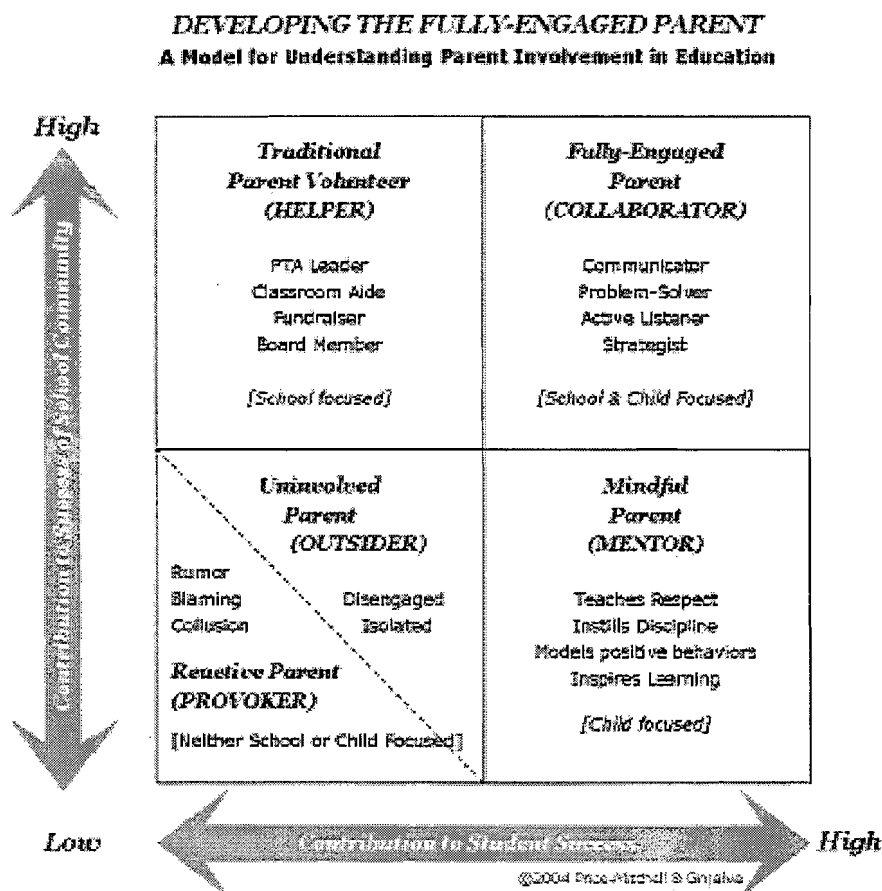 DEVELOPING THE FULLY-ENGAGED PARENT
A Model for Understanding Parent Involvement in Education
High
Contribution to Success of School Community
Traditional
Parent Volunteer
(HELPER)
PTA Leader
Classroom Aide
Fundraiser
Board Member
[School focused]
Fully-Engaged
Parent
(COLLABORATOR)
Communicator
Problem-Solver
Active Listener
Strategist
[School & Child Focused]
Uninvolved
Parent
(OUTSIDER)
Disengaged
Isolated
Rumor
Blaming
Collusion
Reactive Parent
(PROVOKER)
[Neither School or Child Focused]
Mindful
Parent
(MENTOR)
Teaches Respect
Instills Discipline
Models positive behaviors
Inspires Learning
[Child focused]
Low
Contribution to Student Success
High
©2004 Price-Mitchell & Grijalva